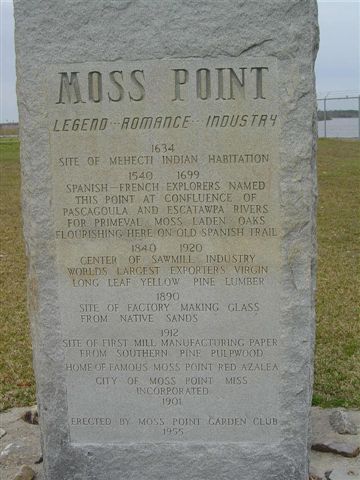 MOSS POINT
LEGEND---ROMANCE---INDUSTRY
1634
SITE OF MEHECTI INDIAN HABITATION
1540   1699
SPANISH-FRENCH EXPLORERS NAMED
THIS POINT AT CONFLUENCE OF
PASCAGOULA AND ESCATAWPA RIVERS
FOR PRIMEVAL MOSS LADEN OAKS
FLOURISHING HERE ON OLD SPANISH TRAIL
1840   1920
CENTER OF SAWMILL INDUSTRY
WORLDS LARGEST EXPORTERS VIRGIN
LONG LEAF YELLOW PINE LUMBER
1890
SITE OF FACTORY MAKING GLASS
FROM NATIVE SANDS
1912
SITE OF FIRST MILL MANUFACTURING PAPER
FROM SOUTHERN PINE PULPWOOD
HOME OF FAMOUS MOSS POINT RED AZALEA
CITY OF MOSS POINT MISS
INCORPORATED
1901
ERECTED BY MOSS POINT GARDEN CLUB
1955